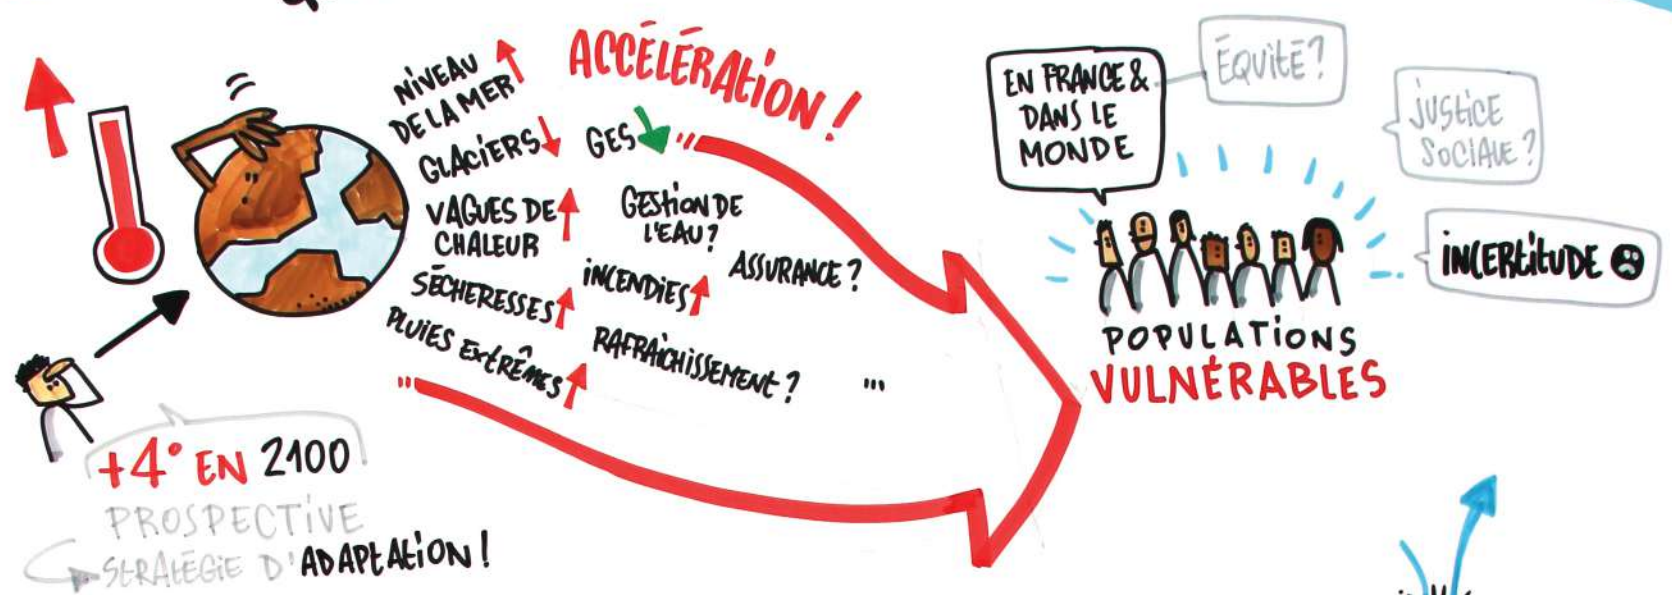 NIVEAU
DE LA MER
GLACIERS
VAGUES DE
CHALEUR
SÉCHERESSES
PLUIES EXTRÊMES
ACCÉLÉRATION !
GES
GESTION DE
L'EAU ?
INCENDIES
ASSURANCE ?
RAFRAÎCHISSEMENT ?
...
+4° EN 2100
PROSPECTIVE
STRATÉGIE D'ADAPTATION !
EN FRANCE &
DANS LE
MONDE
ÉQUITÉ ?
JUSTICE
SOCIALE ?
INCERTITUDE
POPULATIONS
VULNÉRABLES